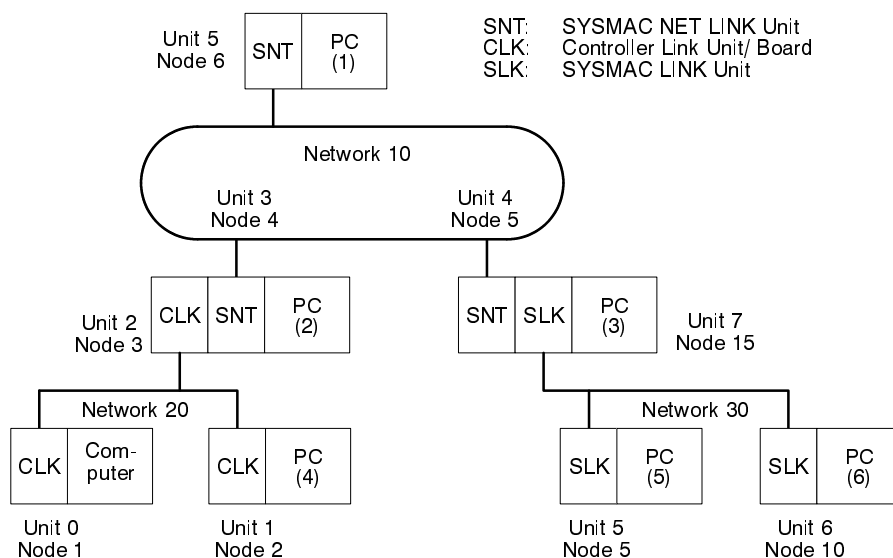 Unit 5
Node 6
SNT
PC
(1)
SNT: SYSMAC NET LINK Unit
CLK: Controller Link Unit/ Board
SLK: SYSMAC LINK Unit
Network 10
Unit 3
Node 4
Unit 4
Node 5
Unit 2
Node 3
CLK
SNT
PC
(2)
SNT
SLK
PC
(3)
Unit 7
Node 15
Network 20
Network 30
CLK
Com-
puter
CLK
PC
(4)
SLK
PC
(5)
SLK
PC
(6)
Unit 0
Node 1
Unit 1
Node 2
Unit 5
Node 5
Unit 6
Node 10